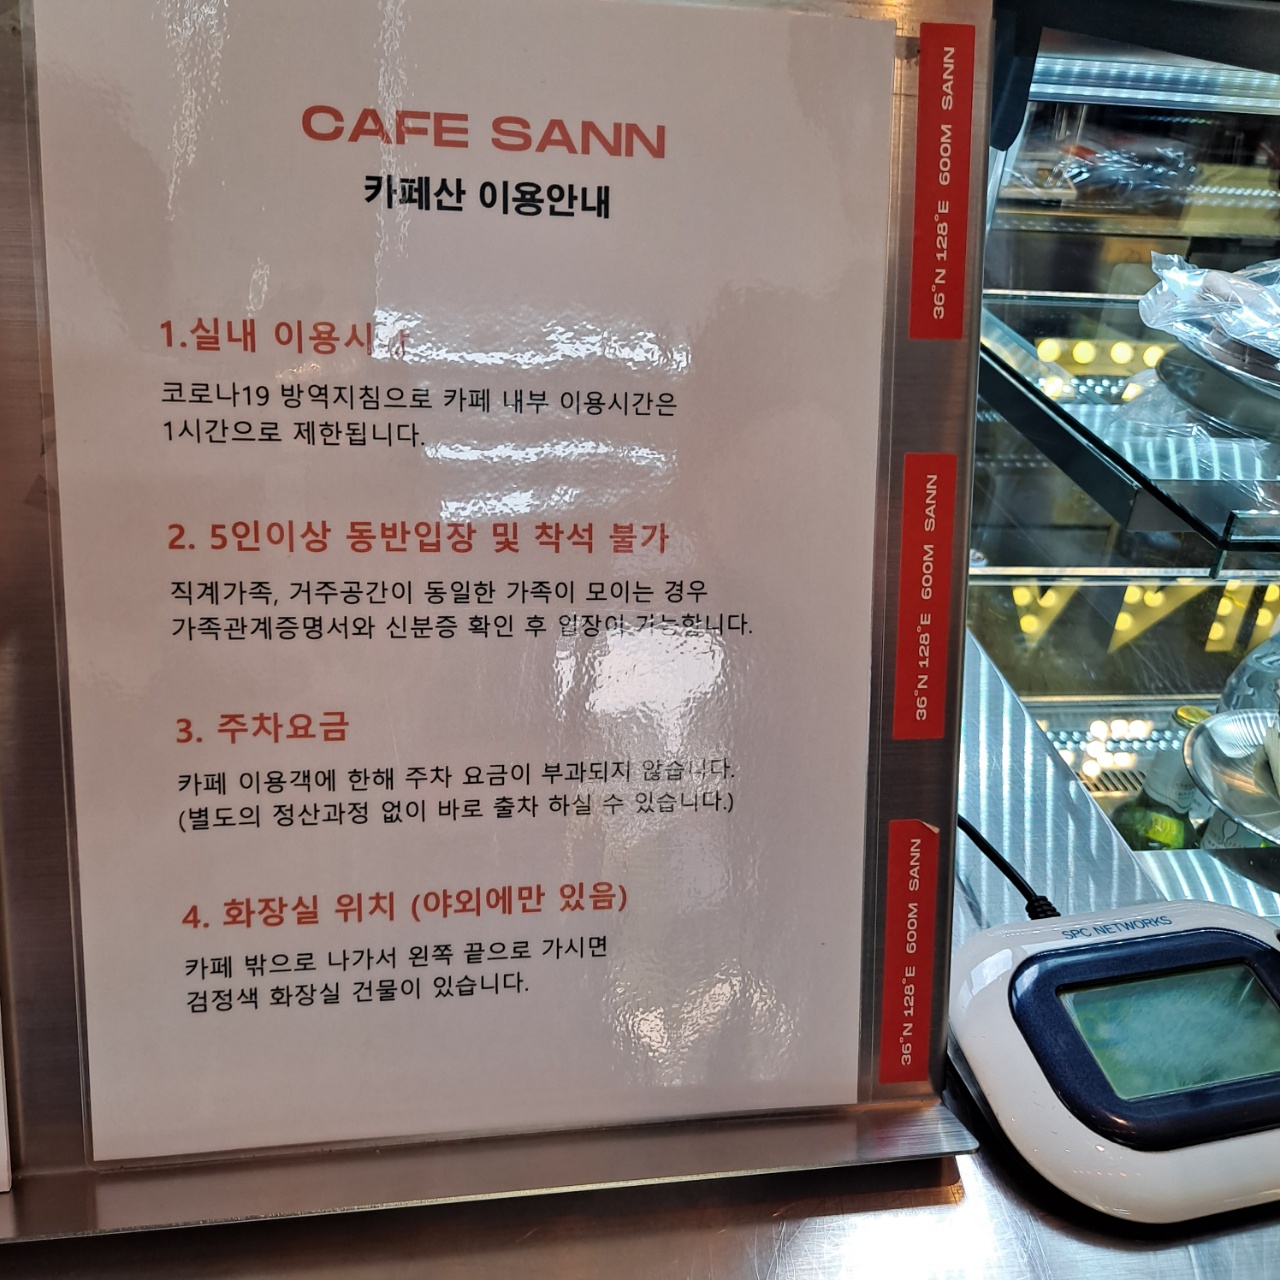 CAFE SANN
카페산 이용안내
1.실내 이용시
코로나19 방역지침으로 카페 내부 이용시간은
1시간으로 제한됩니다.
2. 5인이상 동반입장 및 착석 불가
직계가족, 거주공간이 동일한 가족이 모이는 경우
가족관계증명서와 신분증 확인 후 입장이 가능합니다.
3. 주차요금
카페 이용객에 한해 주차 요금이 부과되지 않습니다.
(별도의 정산과정 없이 바로 출차 하실 수 있습니다.)
4. 화장실 위치 (야외에만 있음)
카페 밖으로 나가서 왼쪽 끝으로 가시면
검정색 화장실 건물이 있습니다.
36°N 128°E 600M SANN
36°N 128°E 600M SANN
36°N 128°E 600M SANN
SPC NETWORKS